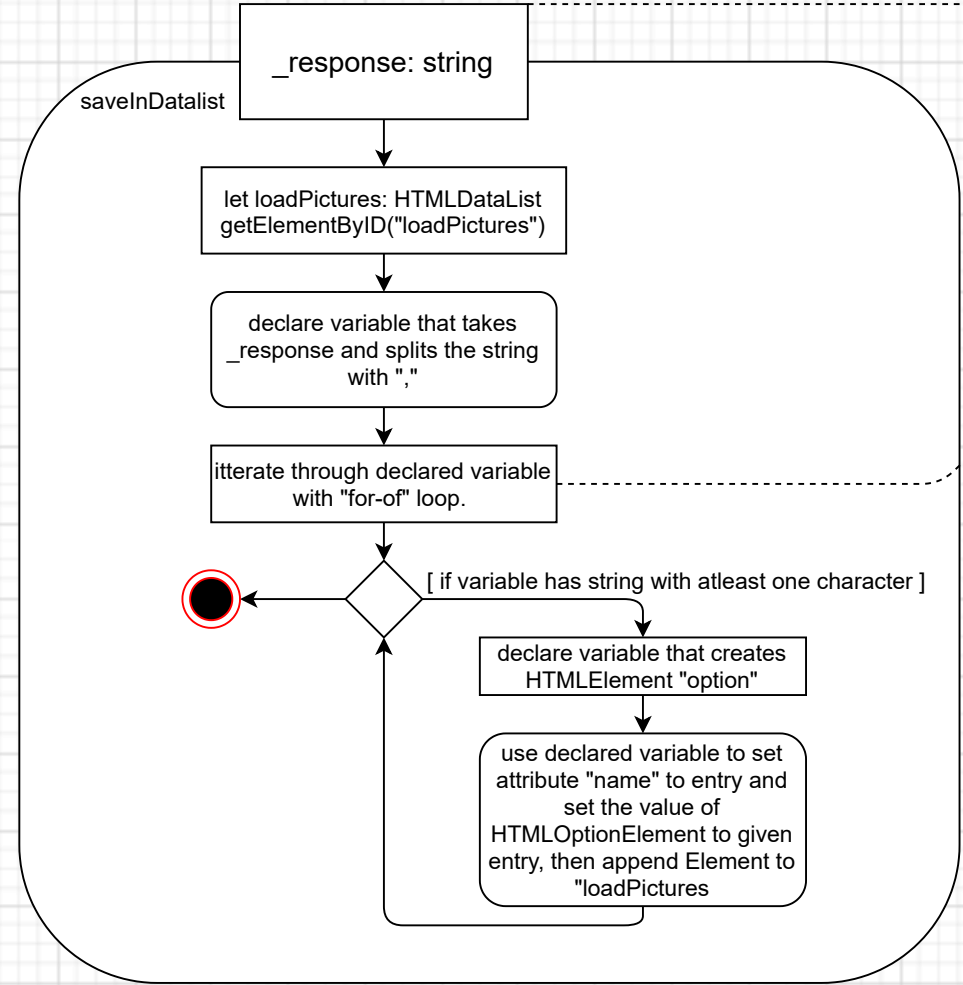 _response: string
saveInDatalist
let loadPictures: HTMLDataList
getElementByID("loadPictures")
declare variable that takes
_response and splits the string
with ","
itterate through declared variable
with "for-of" loop.
[ if variable has string with atleast one character ]
declare variable that creates
HTMLElement "option"
use declared variable to set
attribute "name" to entry and
set the value of
HTMLOptionElement to given
entry, then append Element to
"loadPictures